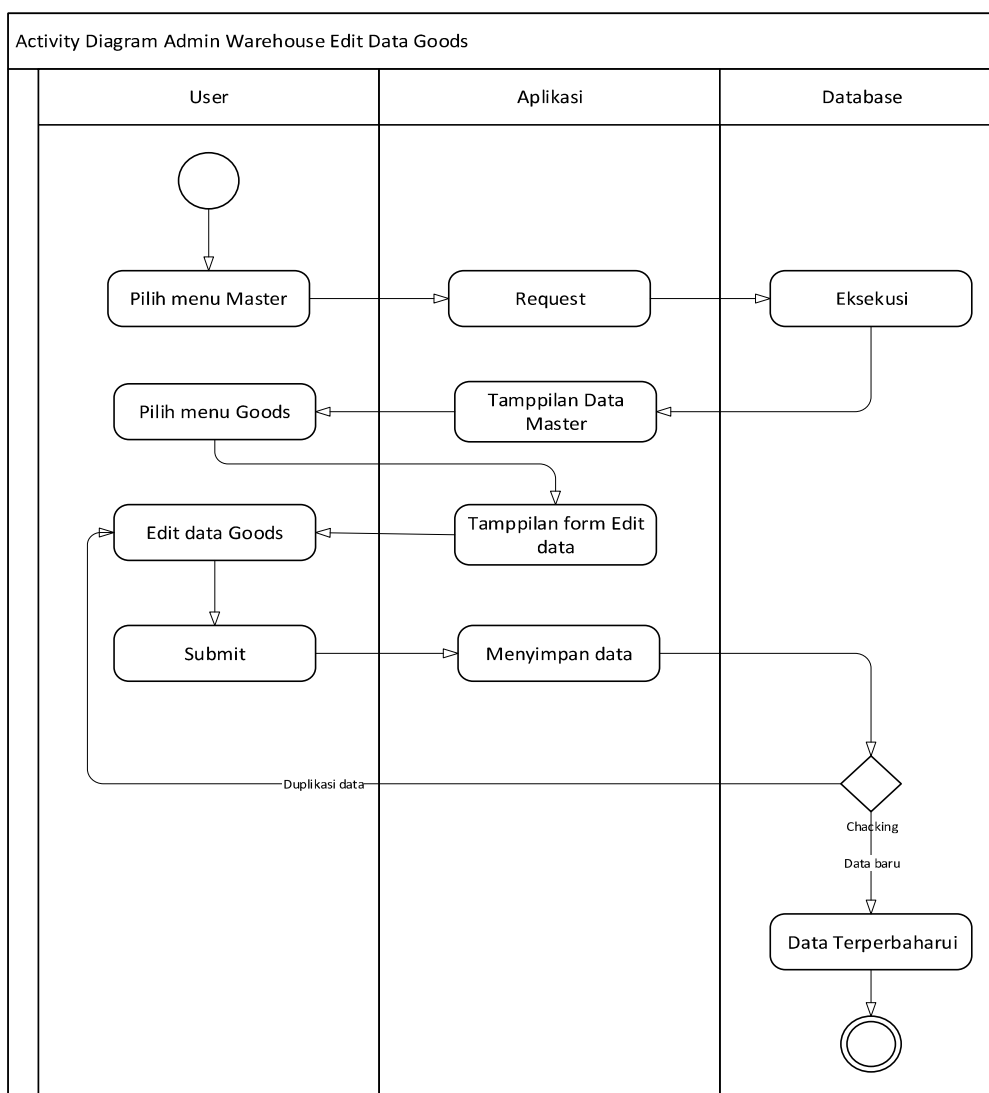 Activity Diagram Admin Warehouse Edit Data Goods
User
Aplikasi
Database
Pilih menu Master
Request
Eksekusi
Pilih menu Goods
Tamppilan Data
Master
Edit data Goods
Tamppilan form Edit
data
Submit
Menyimpan data
Duplikasi data
Chacking
Data baru
Data Terperbaharui